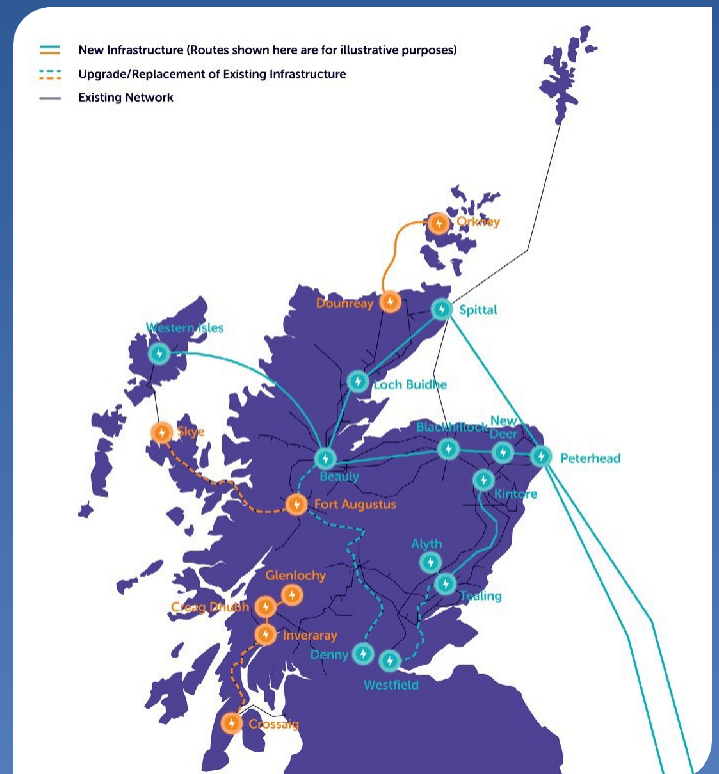 New Infrastructure (Routes shown here are for illustrative purposes)
Upgrade/Replacement of Existing Infrastructure
Existing Network
Orkney
Dounreay
Spittal
Western Isles
Loch Buidhe
Skye
Blackhillock
New
Deer
Peterhead
Beauly
Kintore
Fort Augustus
Alyth
Glenlochy
Tealing
Creag Dhubh
Inveraray
Denny
Westfield
Crossaig